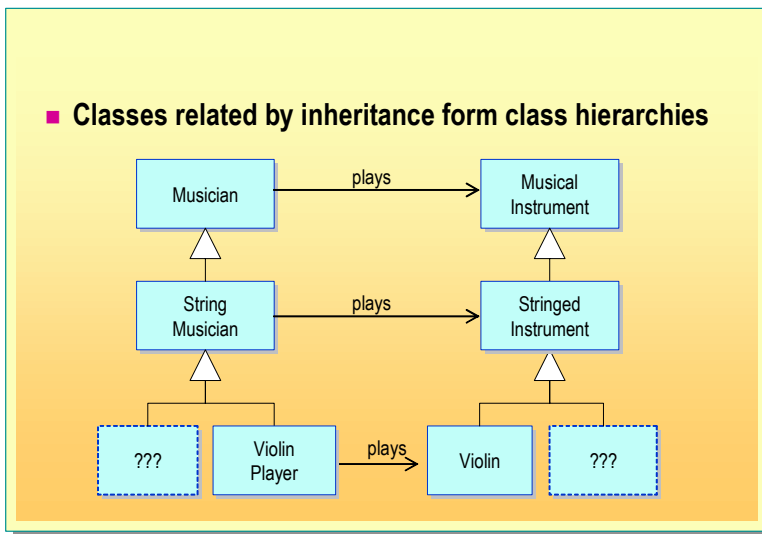 Classes related by inheritance form class hierarchies
plays
Musician
Musical
Instrument
String
Musician
plays
Stringed
Instrument
???
Violin
Player
plays
Violin
???